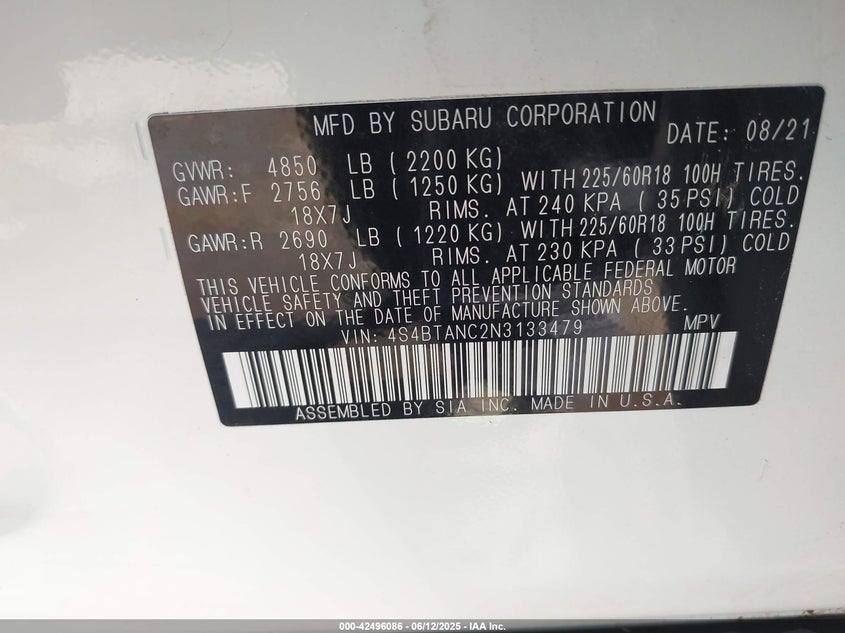 MFD BY SUBARU CORPORATION DATE: 08/21
GVWR: 4850 LB (2200 KG)
GAWR:F 2756 LB (1250 KG) WITH 225/60R18 100H TIRES.
18X7J RIMS. AT 240 KPA ( 35 PSI) COLD
GAWR:R 2690 LB ( 1220 KG) WITH 225/60R18 100H TIRES.
18X7J RIMS. AT 230 KPA ( 33 PSI) COLD
THIS VEHICLE CONFORMS TO ALL APPLICABLE FEDERAL MOTOR
VEHICLE SAFETY AND THEFT PREVENTION STANDARDS
IN EFFECT ON THE DATE OF MANUFACTURE SHOWN ABOVE.
VIN: 4S4BTANC2N3133479 MPV
ASSEMBLED BY SIA INC. MADE IN U.S.A.
000-42496086 - 06/12/2025 - IAA Inc.